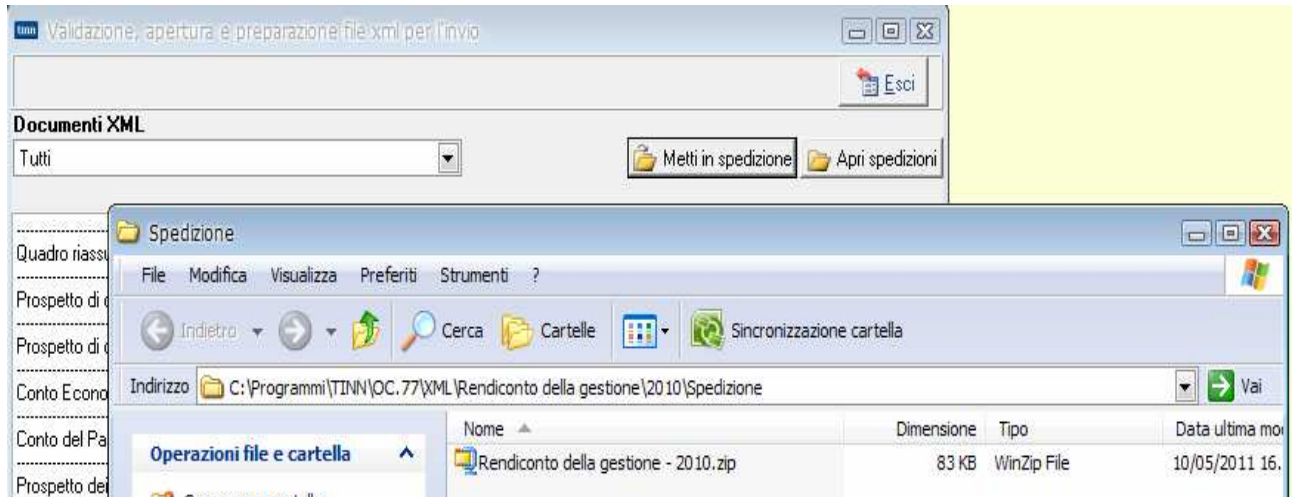 tinn Validazione, apertura e preparazione file xml per l'invio
Esci
Documenti XML
Tutti
Metti in spedizione Apri spedizioni
Spedizione
Quadro riassu
File Modifica Visualizza Preferiti Strumenti ?
Prospetto di
Indietro Cerca Cartelle Sincronizzazione cartella
Prospetto di
Indirizzo C:\Programmi\TINN\OC.77\XML\Rendiconto della gestione\2010\Spedizione Vai
Conto Econo
Nome Dimensione Tipo Data ultima mo
Conto del Pa
Operazioni file e cartella
Rendiconto della gestione - 2010.zip 83 KB WinZip File 10/05/2011 16.
Prospetto dei